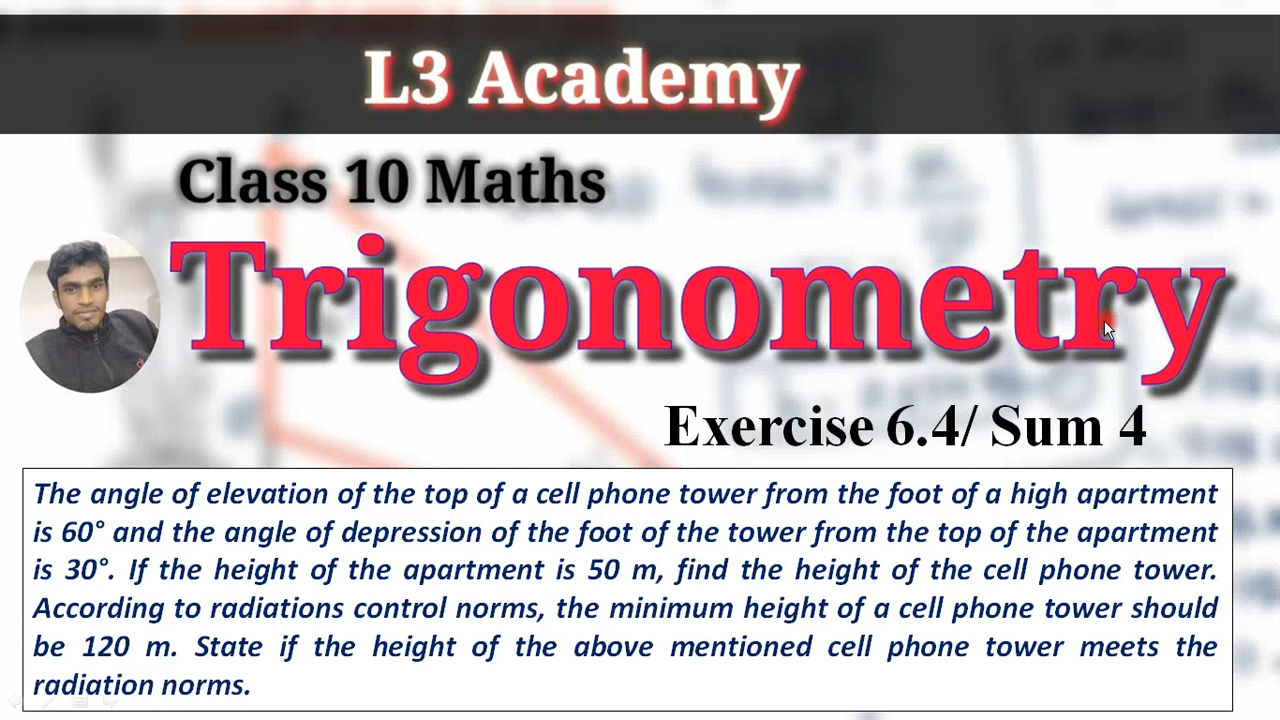 L3 Academy
Class 10 Maths
Trigonometry
Exercise 6.4/ Sum 4
The angle of elevation of the top of a cell phone tower from the foot of a high apartment
is 60° and the angle of depression of the foot of the tower from the top of the apartment
is 30°. If the height of the apartment is 50 m, find the height of the cell phone tower.
According to radiations control norms, the minimum height of a cell phone tower should
be 120 m. State if the height of the above mentioned cell phone tower meets the
radiation norms.